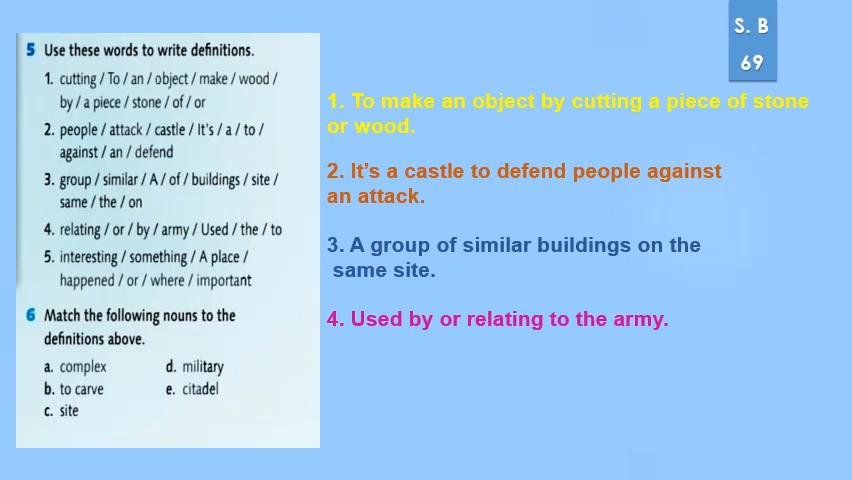 S. B
69
5 Use these words to write definitions.
1. cutting / To / an / object / make / wood /
by / a piece / stone / of / or
2. people / attack / castle / It's / a / to /
against / an / defend
3. group / similar / A / of / buildings / site /
same / the / on
4. relating / or / by / army / Used / the / to
5. interesting / something / A place /
happened / or / where / important
6 Match the following nouns to the
definitions above.
a. complex
b. to carve
c. site
d. military
e. citadel
1. To make an object by cutting a piece of stone
or wood.
2. It’s a castle to defend people against
an attack.
3. A group of similar buildings on the
same site.
4. Used by or relating to the army.